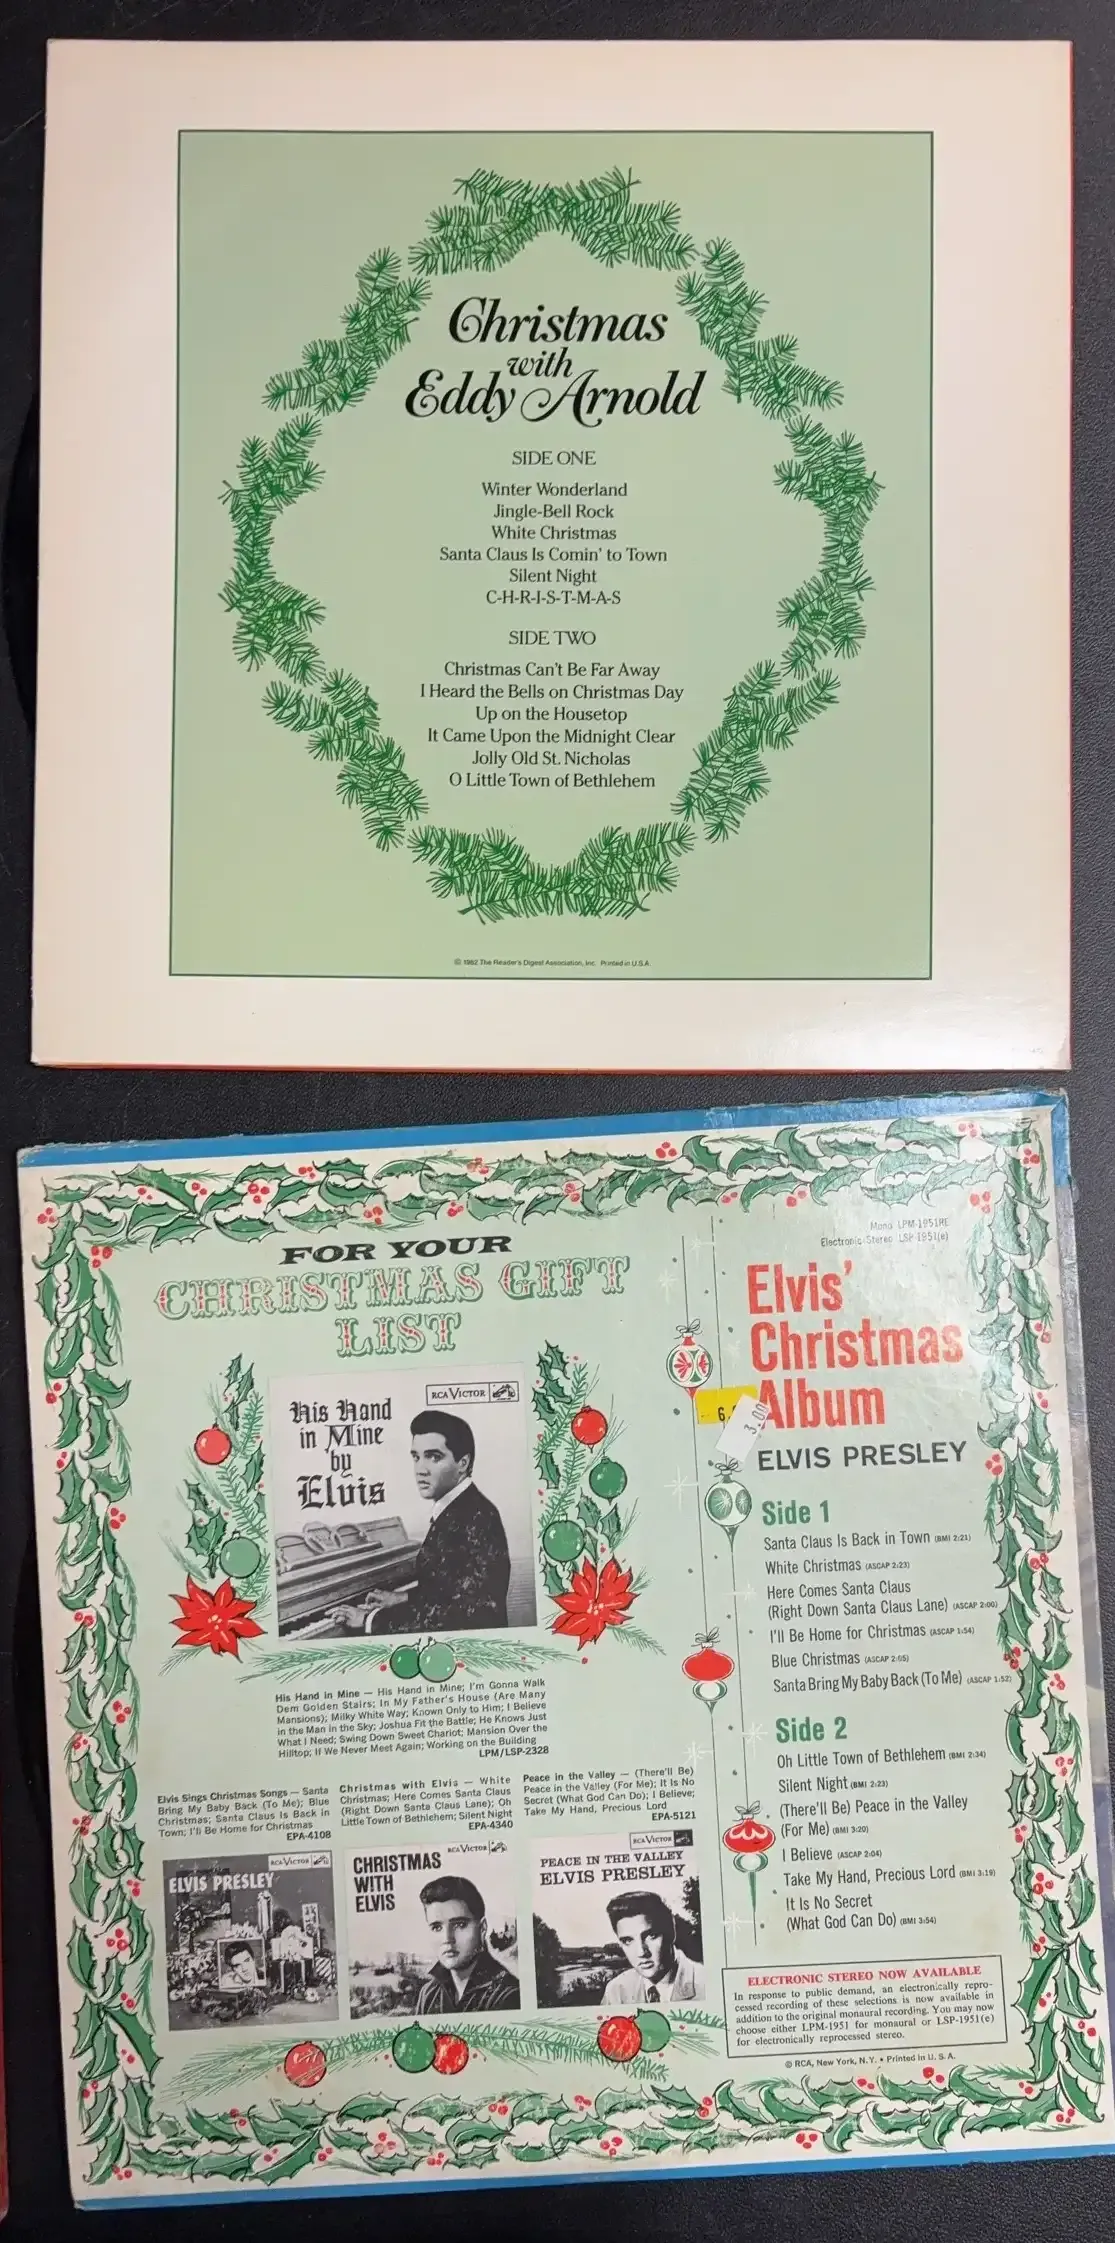 Christmas
with
Eddy Arnold
SIDE ONE
Winter Wonderland
Jingle-Bell Rock
White Christmas
Santa Claus Is Comin' to Town
Silent Night
C-H-R-I-S-T-M-A-S
SIDE TWO
Christmas Can't Be Far Away
I Heard the Bells on Christmas Day
Up on the Housetop
It Came Upon the Midnight Clear
Jolly Old St. Nicholas
O Little Town of Bethlehem
© 1982 The Reader's Digest Association, Inc. Printed in U.S.A.
FOR YOUR
CHRISTMAS GIFT
LIST
RCA VICTOR
His Hand
in Mine
by
Elvis
His Hand in Mine — His Hand in Mine; I'm Gonna Walk
Dem Golden Stairs; In My Father's House (Are Many
Mansions); Milky White Way; Known Only to Him; I Believe
in the Man in the Sky; Joshua Fit the Battle; He Knows Just
What I Need; Swing Down Sweet Chariot; Mansion Over the
Hilltop; If We Never Meet Again; Working on the Building
LPM/LSP-2328
Elvis Sings Christmas Songs — Santa
Bring My Baby Back (To Me); Blue
Christmas; Santa Claus Is Back in
Town; I'll Be Home for Christmas
EPA-4108
Christmas with Elvis — White
Christmas; Here Comes Santa Claus
(Right Down Santa Claus Lane); Oh
Little Town of Bethlehem; Silent Night
EPA-4340
Peace in the Valley — (There'll Be)
Peace in the Valley (For Me); It Is No
Secret (What God Can Do); I Believe;
Take My Hand, Precious Lord
EPA-5121
RCA VICTOR
ELVIS PRESLEY
RCA VICTOR
CHRISTMAS
WITH
ELVIS
RCA VICTOR
PEACE IN THE VALLEY
ELVIS PRESLEY
Mono LPM-1951RE
Electronic Stereo LSP-1951(e)
Elvis'
Christmas
Album
6.
3.00
ELVIS PRESLEY
Side 1
Santa Claus Is Back in Town (BMI 2:21)
White Christmas (ASCAP 2:23)
Here Comes Santa Claus
(Right Down Santa Claus Lane) (ASCAP 2:00)
I'll Be Home for Christmas (ASCAP 1:54)
Blue Christmas (ASCAP 2:05)
Santa Bring My Baby Back (To Me) (ASCAP 1:52)
Side 2
Oh Little Town of Bethlehem (BMI 2:34)
Silent Night (BMI 2:23)
(There'll Be) Peace in the Valley
(For Me) (BMI 3:20)
I Believe (ASCAP 2:04)
Take My Hand, Precious Lord (BMI 3:19)
It Is No Secret
(What God Can Do) (BMI 3:54)
ELECTRONIC STEREO NOW AVAILABLE
In response to public demand, an electronically repro-
cessed recording of these selections is now available in
addition to the original monaural recording. You may now
choose either LPM-1951 for monaural or LSP-1951(e)
for electronically reprocessed stereo.
© RCA, New York, N.Y. • Printed in U. S. A.